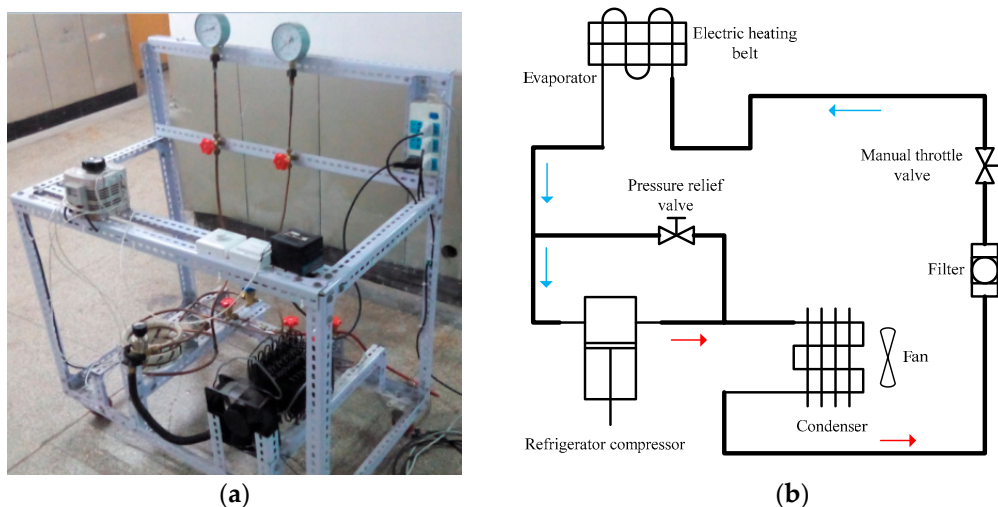 Electric heating
belt
Evaporator
Manual throttle
valve
Pressure relief
valve
Filter
Fan
Condenser
Refrigerator compressor
(a)
(b)